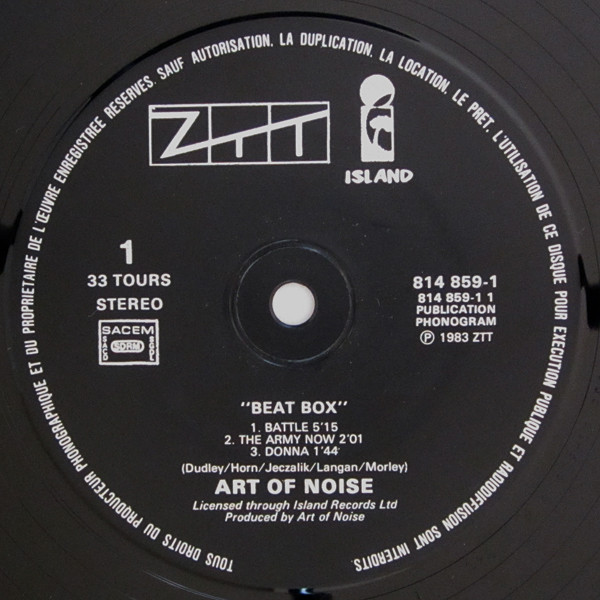 TOUS DROITS DU PRODUCTEUR PHONOGRAPHIQUE ET DU PROPRIETAIRE DE L'ŒUVRE ENREGISTREE RESERVES. SAUF AUTORISATION, LA DUPLICATION, LA LOCATION, LE PRET, L'UTILISATION DE CE DISQUE POUR EXECUTION PUBLIQUE ET RADIODIFFUSION SONT INTERDITS.
ZTT
ISLAND
1
33 TOURS
STEREO
SACEM
SACD
SDRM
SGDL
814 859-1
814 859-1 1
PUBLICATION
PHONOGRAM
℗ 1983 ZTT
"BEAT BOX"
1. BATTLE 5'15
2. THE ARMY NOW 2'01
3. DONNA 1'44
(Dudley/Horn/Jeczalik/Langan/Morley)
ART OF NOISE
Licensed through Island Records Ltd
Produced by Art of Noise